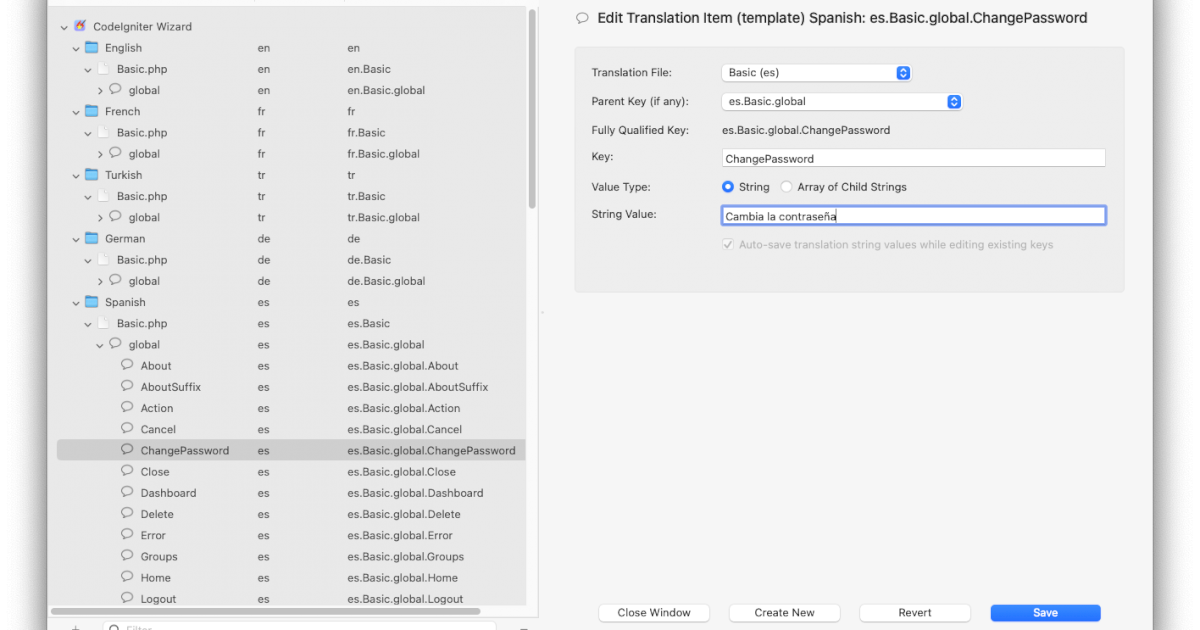 CodeIgniter Wizard
English en en
Basic.php en en.Basic
global en en.Basic.global
French fr fr
Basic.php fr fr.Basic
global fr fr.Basic.global
Turkish tr tr
Basic.php tr tr.Basic
global tr tr.Basic.global
German de de
Basic.php de de.Basic
global de de.Basic.global
Spanish es es
Basic.php es es.Basic
global es es.Basic.global
About es es.Basic.global.About
AboutSuffix es es.Basic.global.AboutSuffix
Action es es.Basic.global.Action
Cancel es es.Basic.global.Cancel
ChangePassword es es.Basic.global.ChangePassword
Close es es.Basic.global.Close
Dashboard es es.Basic.global.Dashboard
Delete es es.Basic.global.Delete
Error es es.Basic.global.Error
Groups es es.Basic.global.Groups
Home es es.Basic.global.Home
Logout es es.Basic.global.Logout
Edit Translation Item (template) Spanish: es.Basic.global.ChangePassword
Translation File: Basic (es)
Parent Key (if any): es.Basic.global
Fully Qualified Key: es.Basic.global.ChangePassword
Key: ChangePassword
Value Type: String Array of Child Strings
String Value: Cambia la contraseña
Auto-save translation string values while editing existing keys
Close Window Create New Revert Save